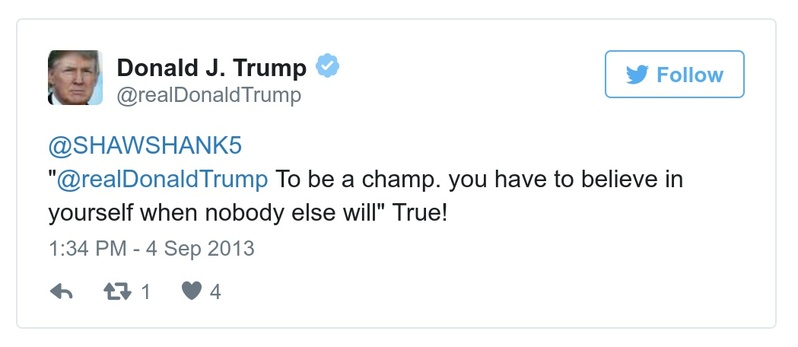 Donald J. Trump
@realDonaldTrump
Follow
@SHAWSHANK5
"@realDonaldTrump To be a champ. you have to believe in
yourself when nobody else will" True!
1:34 PM - 4 Sep 2013
1 4